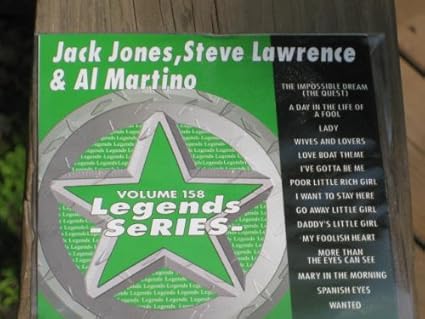 Jack Jones,Steve Lawrence
& Al Martino
THE IMPOSSIBLE DREAM
(THE QUEST)
A DAY IN THE LIFE OF
A FOOL
LADY
WIVES AND LOVERS
LOVE BOAT THEME
I'VE GOTTA BE ME
POOR LITTLE RICH GIRL
I WANT TO STAY HERE
GO AWAY LITTLE GIRL
DADDY'S LITTLE GIRL
MY FOOLISH HEART
MORE THAN
THE EYES CAN SEE
MARY IN THE MORNING
SPANISH EYES
WANTED
VOLUME 158
Legends
-SeRIES-